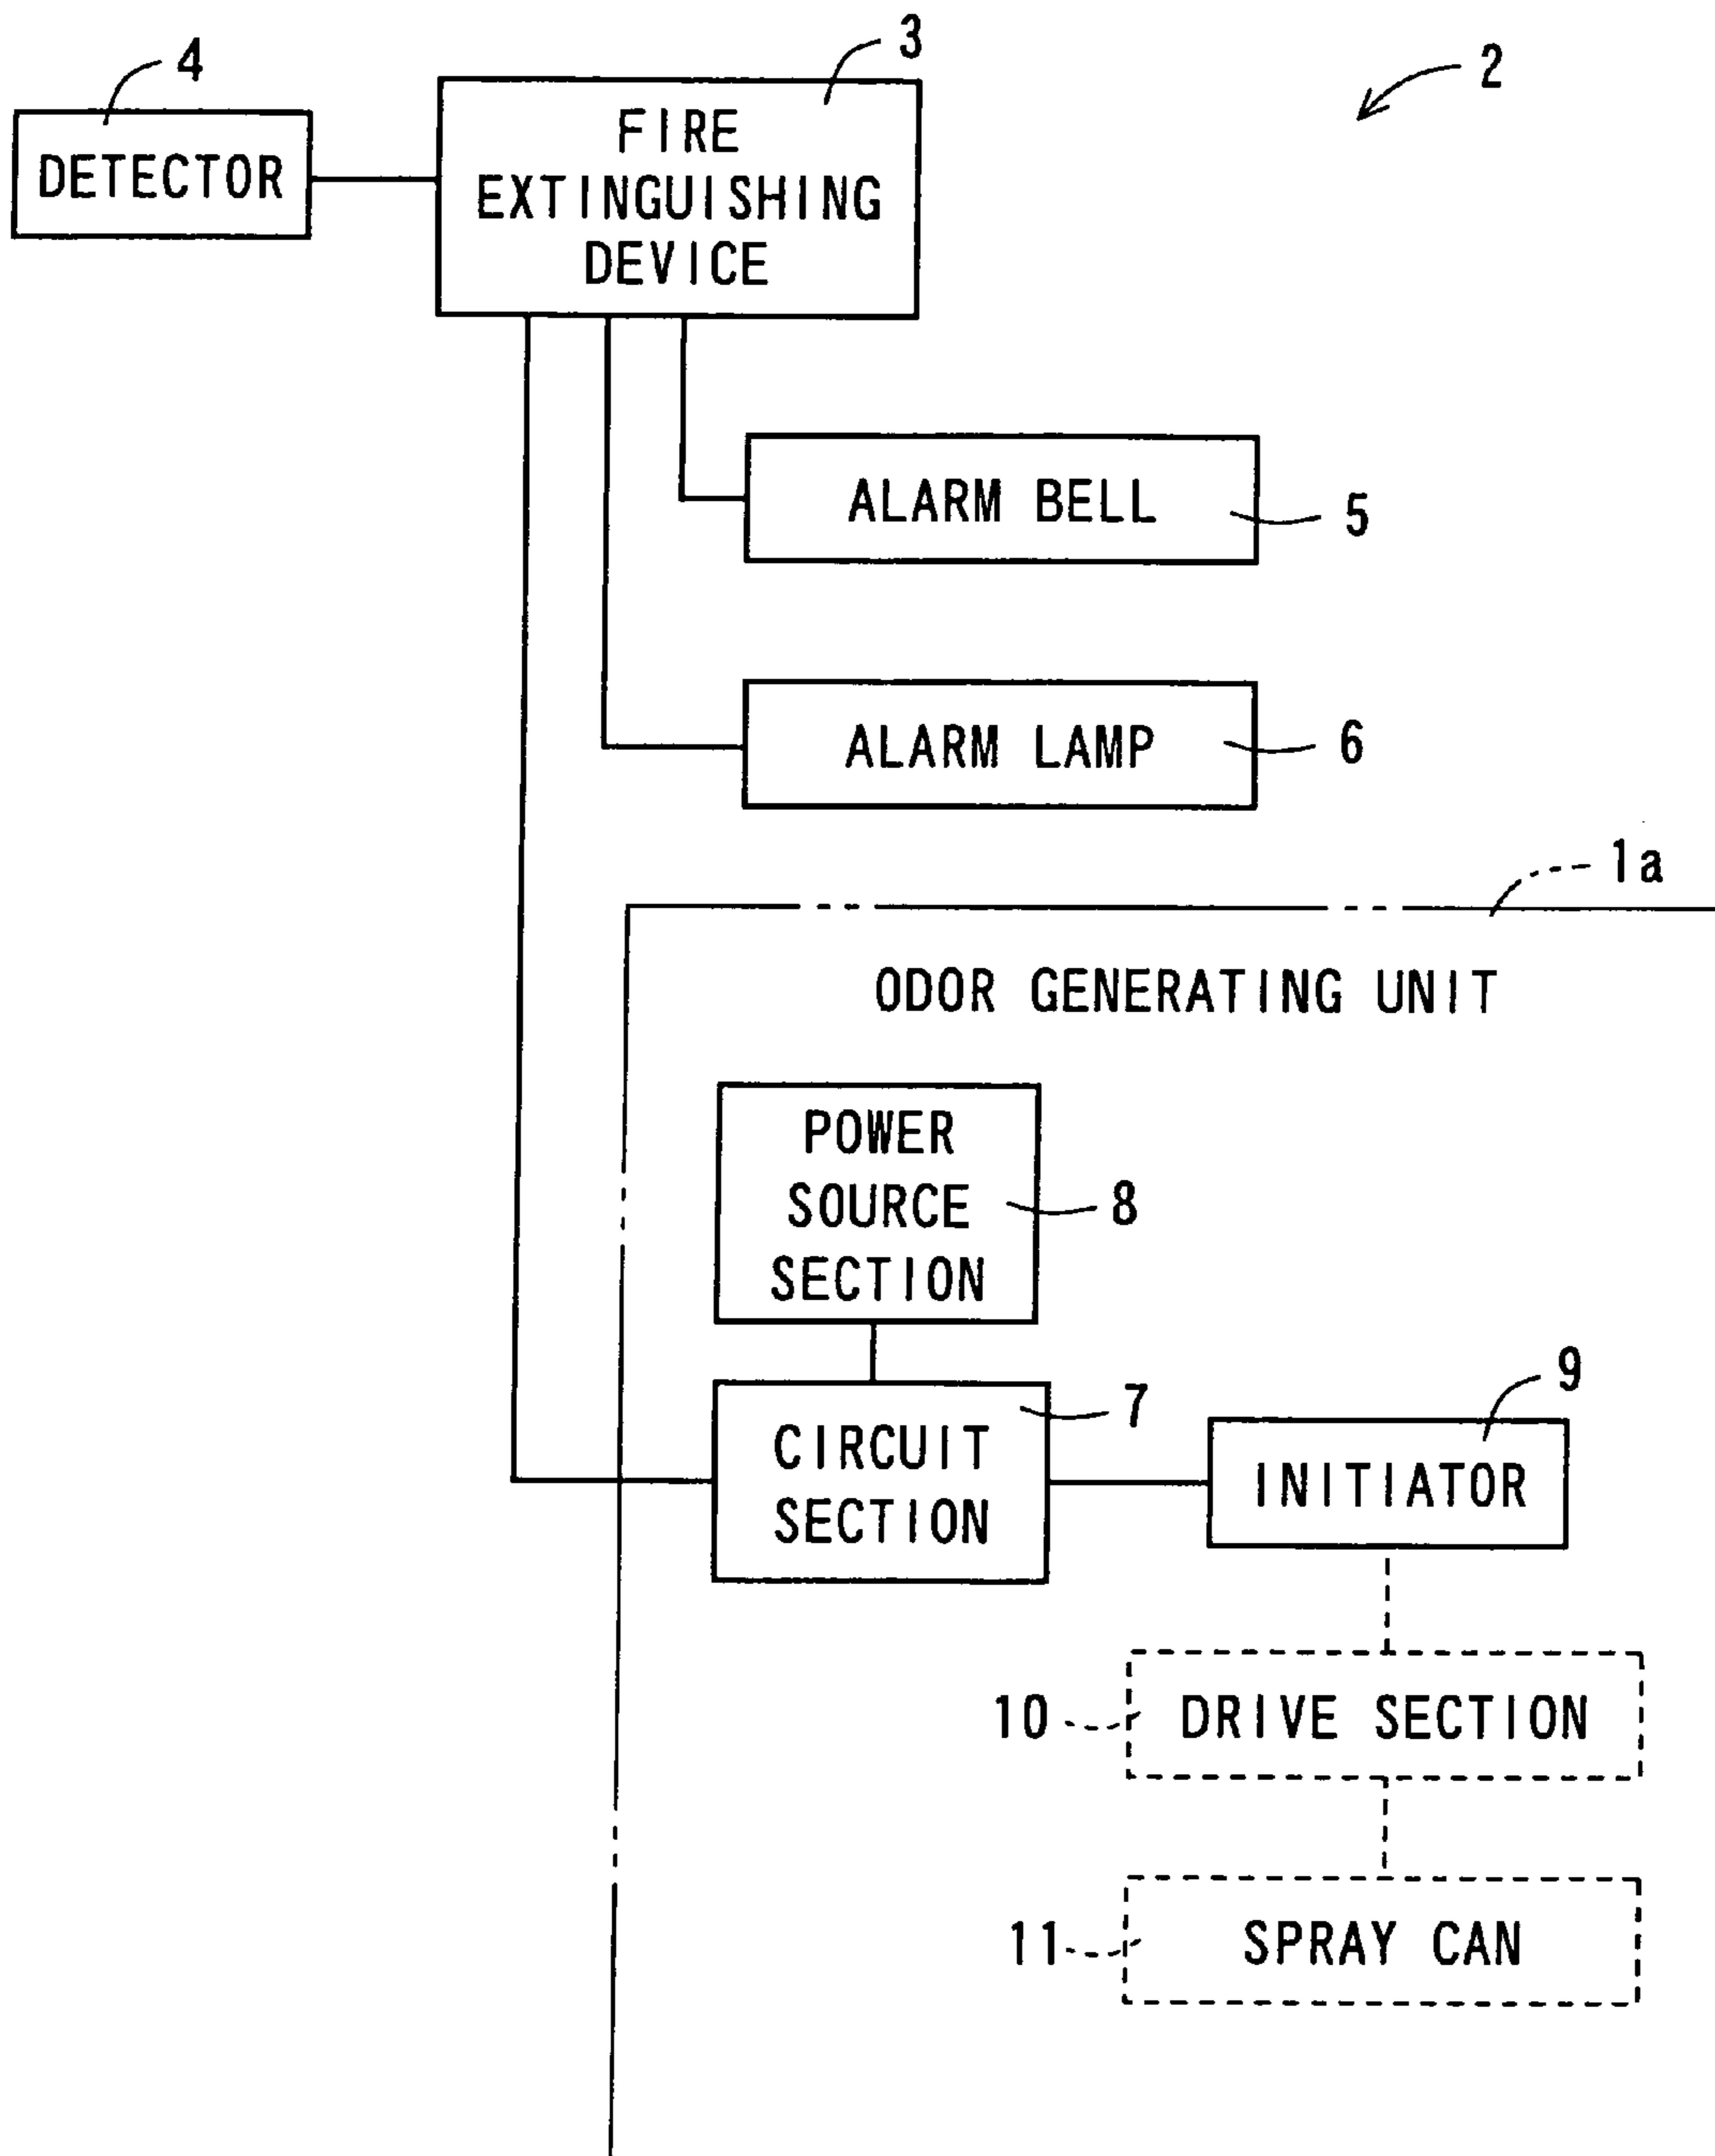 4
3
2
DETECTOR
FIRE
EXTINGUISHING
DEVICE
ALARM BELL
5
ALARM LAMP
6
1a
ODOR GENERATING UNIT
POWER
SOURCE
SECTION
8
7
9
CIRCUIT
SECTION
INITIATOR
10
DRIVE SECTION
11
SPRAY CAN